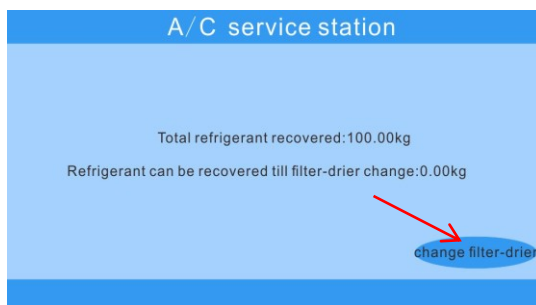 A/C service station
Total refrigerant recovered:100.00kg
Refrigerant can be recovered till filter-drier change:0.00kg
change filter-drier